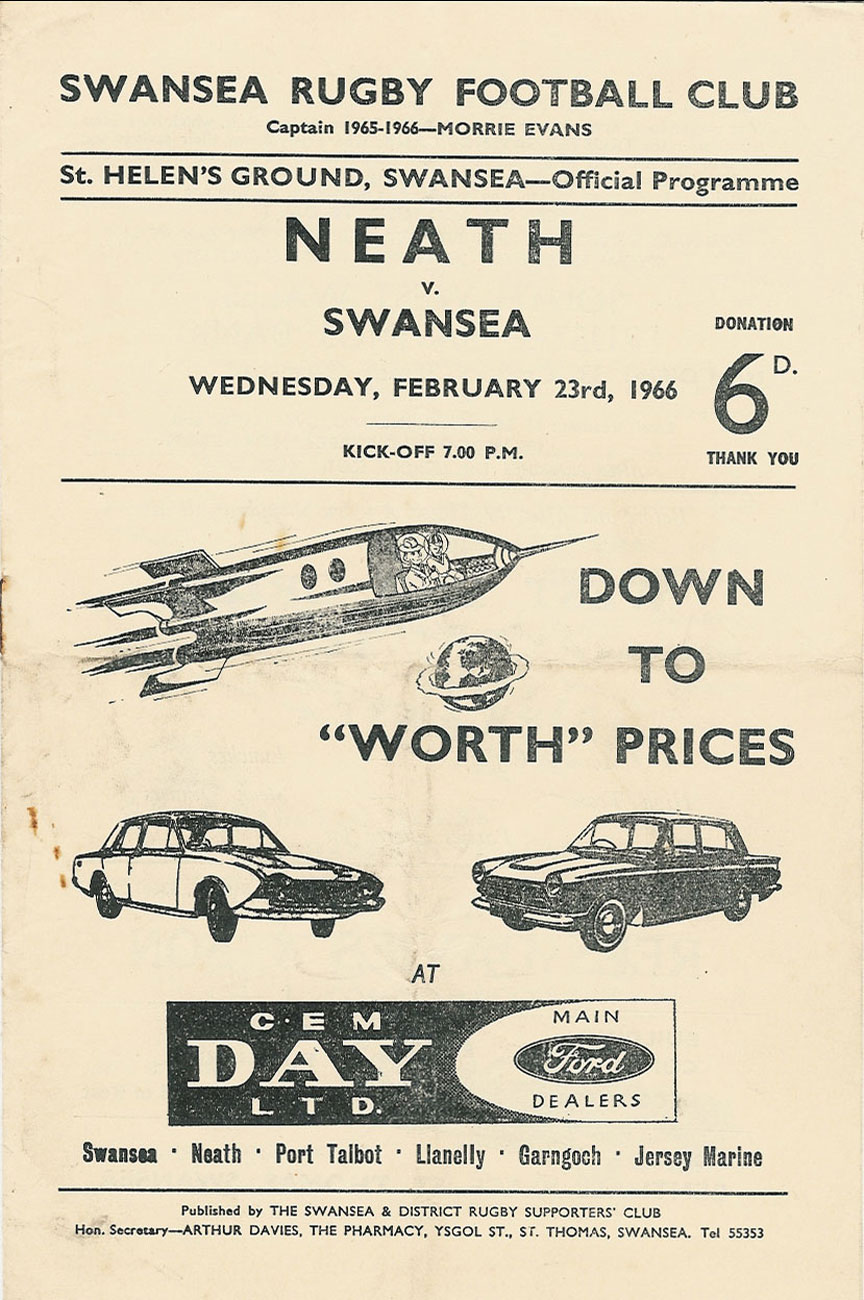 SWANSEA RUGBY FOOTBALL CLUB
Captain 1965-1966—MORRIE EVANS
St. HELEN'S GROUND, SWANSEA—Official Programme
NEATH
v.
SWANSEA
WEDNESDAY, FEBRUARY 23rd, 1966
KICK-OFF 7.00 P.M.
DONATION
6D.
THANK YOU
DOWN
TO
“WORTH” PRICES
AT
C·E M
DAY
LTD.
MAIN
Ford
DEALERS
Swansea · Neath · Port Talbot · Llanelly · Garngoch · Jersey Marine
Published by THE SWANSEA & DISTRICT RUGBY SUPPORTERS' CLUB
Hon. Secretary—ARTHUR DAVIES, THE PHARMACY, YSGOL ST., ST. THOMAS, SWANSEA. Tel 55353